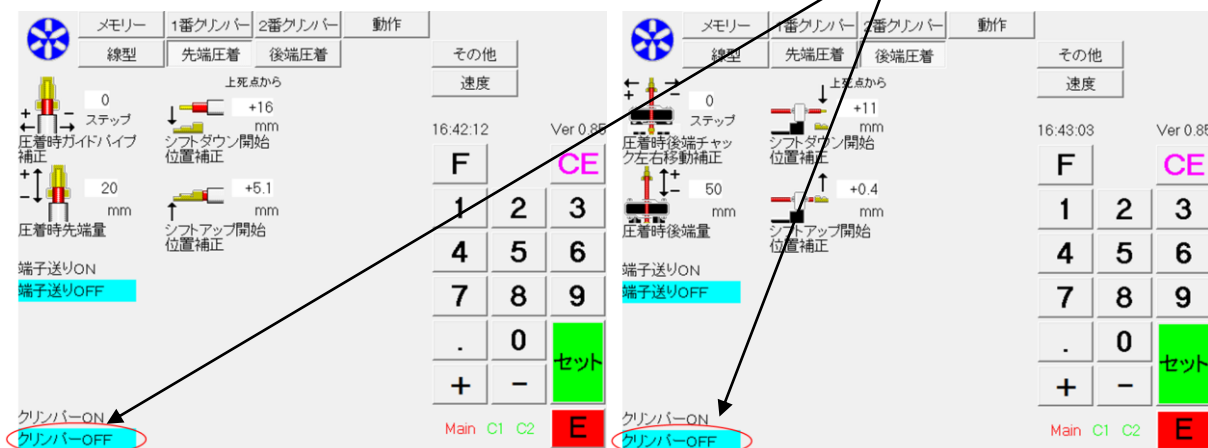 メモリー
1番クリンパー
2番クリンパー
動作
線型
先端圧着
後端圧着
その他
速度
上死点から
0
ステップ
+16
mm
圧着時ガイドパイプ
補正
シフトダウン開始
位置補正
16:42:12
Ver 0.85
20
mm
+5.1
mm
圧着時先端量
シフトアップ開始
位置補正
端子送りON
端子送りOFF
F
CE
1
2
3
4
5
6
7
8
9
.
0
セット
+
-
クリンパーON
クリンパーOFF
Main C1 C2
E
メモリー
1番クリンパー
2番クリンパー
動作
線型
先端圧着
後端圧着
その他
速度
上死点から
0
ステップ
+11
mm
圧着時後端チャッ
ク左右移動補正
シフトダウン開始
位置補正
16:43:03
Ver 0.85
50
mm
+0.4
mm
圧着時後端量
シフトアップ開始
位置補正
端子送りON
端子送りOFF
F
CE
1
2
3
4
5
6
7
8
9
.
0
セット
+
-
クリンパーON
クリンパーOFF
Main C1 C2
E